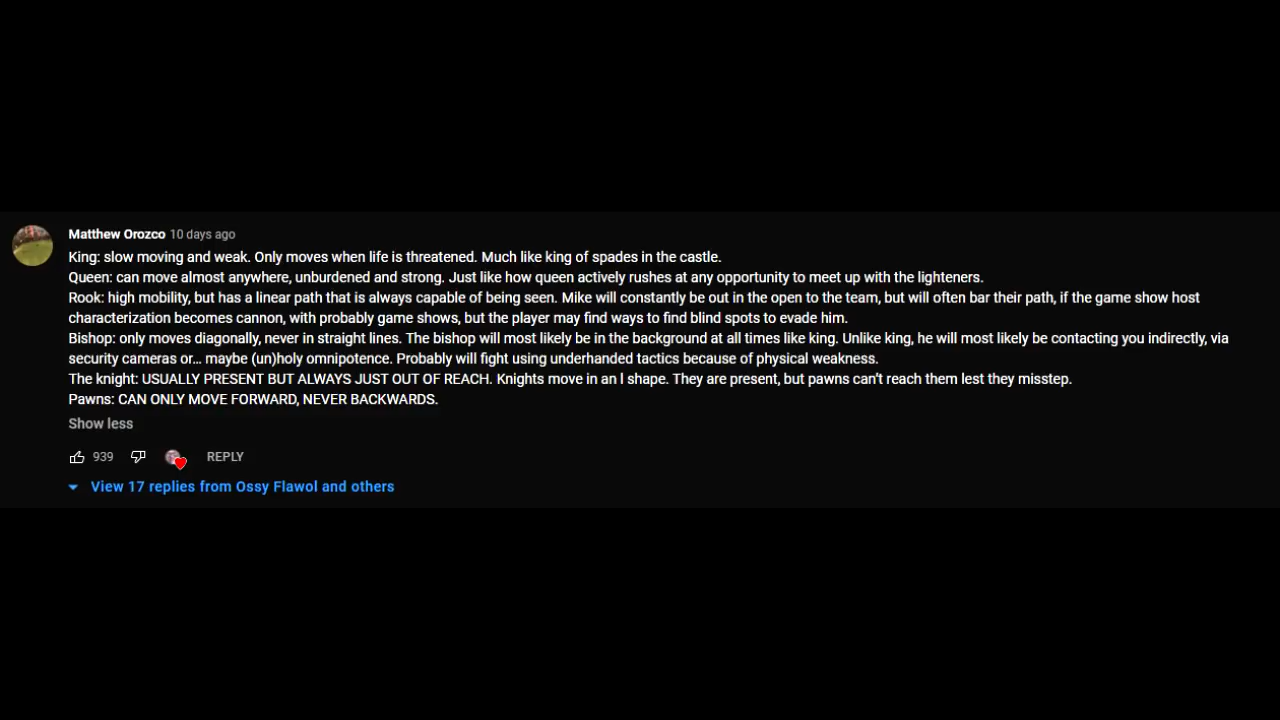 Matthew Orozco 10 days ago
King: slow moving and weak. Only moves when life is threatened. Much like king of spades in the castle.
Queen: can move almost anywhere, unburdened and strong. Just like how queen actively rushes at any opportunity to meet up with the lighteners.
Rook: high mobility, but has a linear path that is always capable of being seen. Mike will constantly be out in the open to the team, but will often bar their path, if the game show host
characterization becomes cannon, with probably game shows, but the player may find ways to find blind spots to evade him.
Bishop: only moves diagonally, never in straight lines. The bishop will most likely be in the background at all times like king. Unlike king, he will most likely be contacting you indirectly, via
security cameras or... maybe (un)holy omnipotence. Probably will fight using underhanded tactics because of physical weakness.
The knight: USUALLY PRESENT BUT ALWAYS JUST OUT OF REACH. Knights move in an l shape. They are present, but pawns can't reach them lest they misstep.
Pawns: CAN ONLY MOVE FORWARD, NEVER BACKWARDS.
Show less
939 REPLY
View 17 replies from Ossy Flawol and others